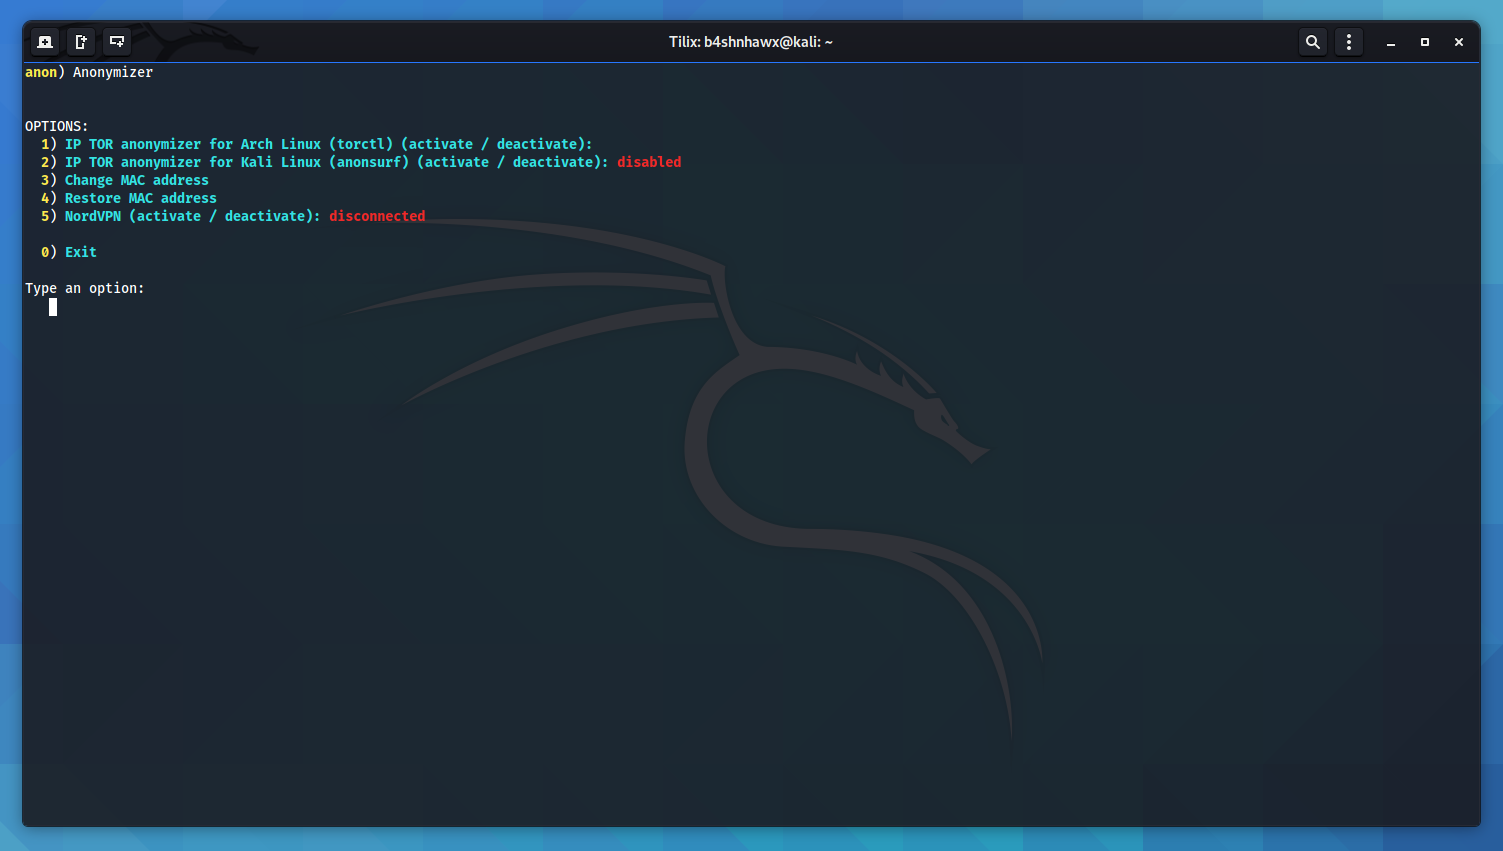 Tilix: b4shnhawx@kali: ~
anon) Anonymizer
OPTIONS:
1) IP TOR anonymizer for Arch Linux (torctl) (activate / deactivate):
2) IP TOR anonymizer for Kali Linux (anonsurf) (activate / deactivate): disabled
3) Change MAC address
4) Restore MAC address
5) NordVPN (activate / deactivate): disconnected
0) Exit
Type an option: